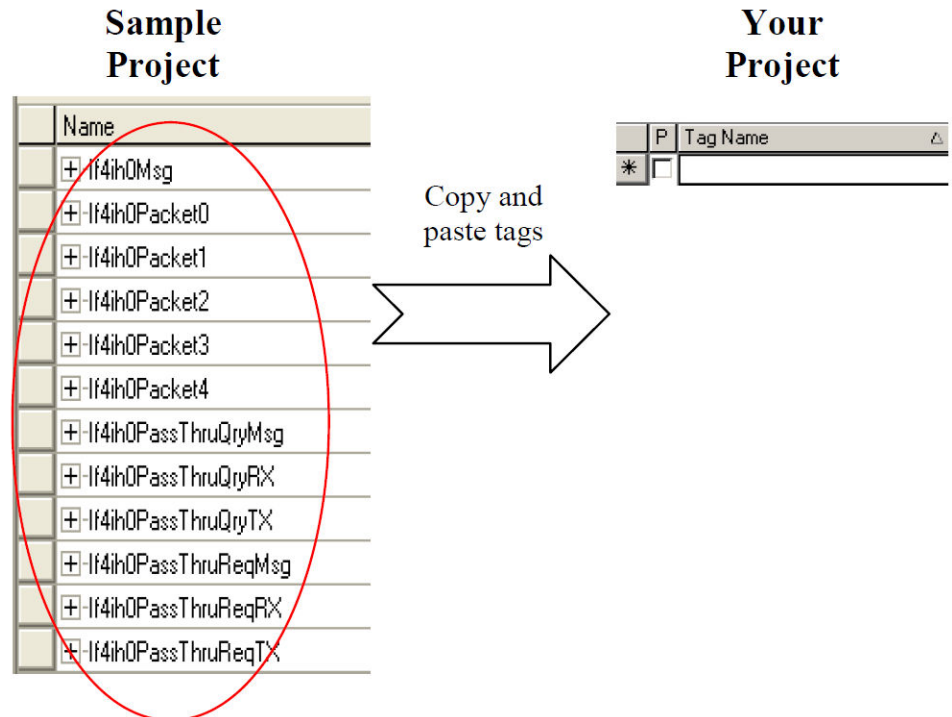 Sample
Project
Your
Project
Name
If4ih0Msg
If4ih0Packet0
If4ih0Packet1
If4ih0Packet2
If4ih0Packet3
If4ih0Packet4
If4ih0PassThruQryMsg
If4ih0PassThruQryRX
If4ih0PassThruQryTX
If4ih0PassThruReqMsg
If4ih0PassThruReqRX
If4ih0PassThruReqTX
Copy and
paste tags
P Tag Name